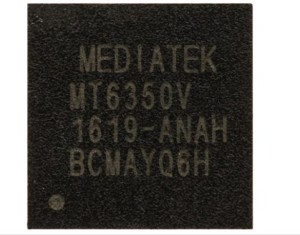 MEDIATEK
MT6350V
1619-ANAH
BCMAYQ6H